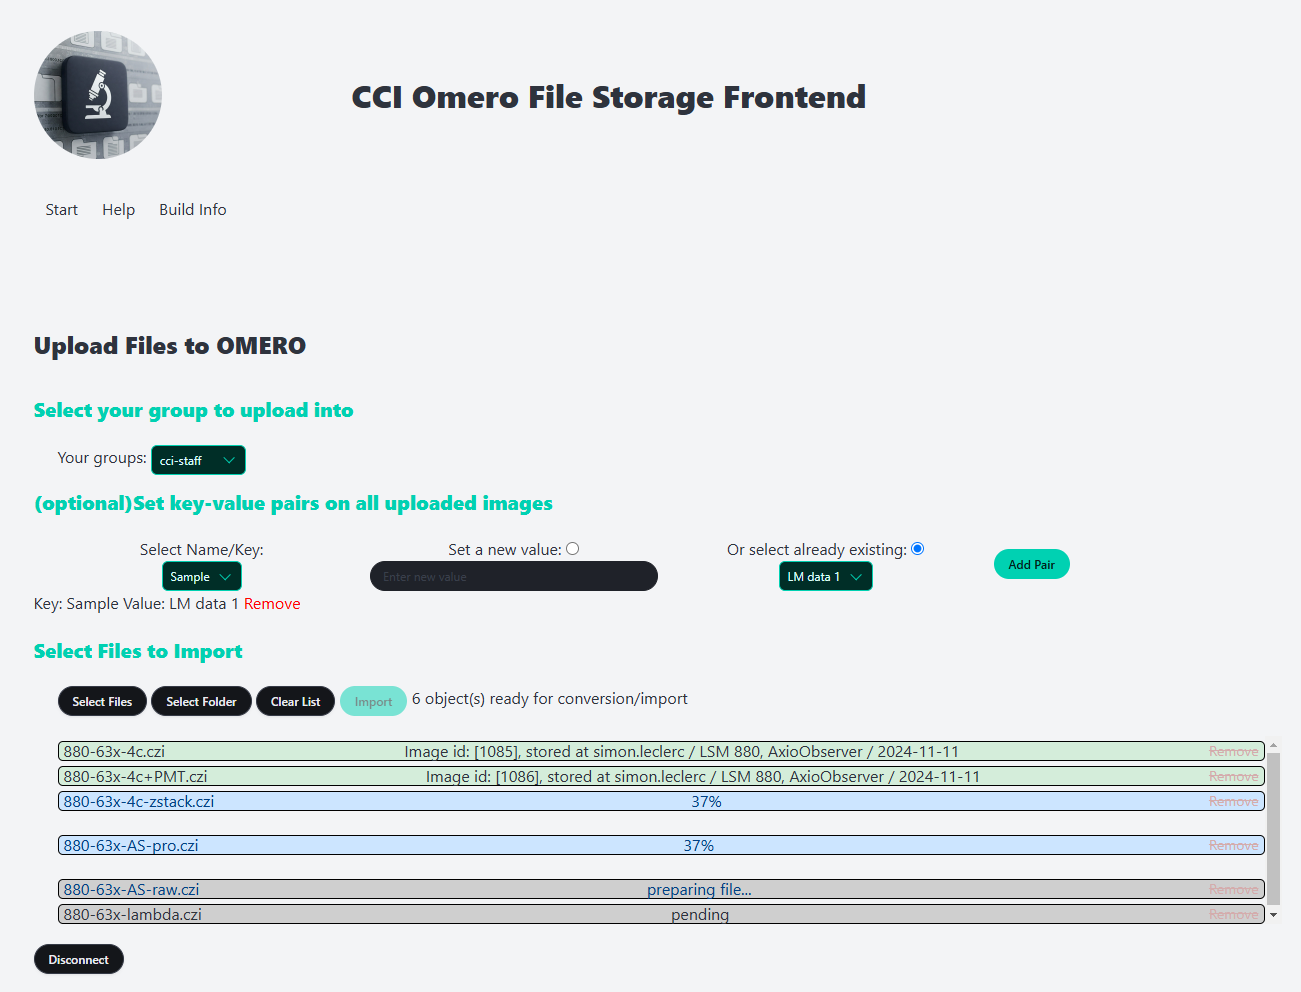 CCI Omero File Storage Frontend
Start Help Build Info
Upload Files to OMERO
Select your group to upload into
Your groups: cci-staff
(optional)Set key-value pairs on all uploaded images
Select Name/Key: Set a new value: Or select already existing:
Sample Enter new value LM data 1 Add Pair
Key: Sample Value: LM data 1 Remove
Select Files to Import
Select Files Select Folder Clear List Import 6 object(s) ready for conversion/import
880-63x-4c.czi Image id: [1085], stored at simon.leclerc / LSM 880, AxioObserver / 2024-11-11 Remove
880-63x-4c+PMT.czi Image id: [1086], stored at simon.leclerc / LSM 880, AxioObserver / 2024-11-11 Remove
880-63x-4c-zstack.czi 37% Remove
880-63x-AS-pro.czi 37% Remove
880-63x-AS-raw.czi preparing file... Remove
880-63x-lambda.czi pending Remove
Disconnect